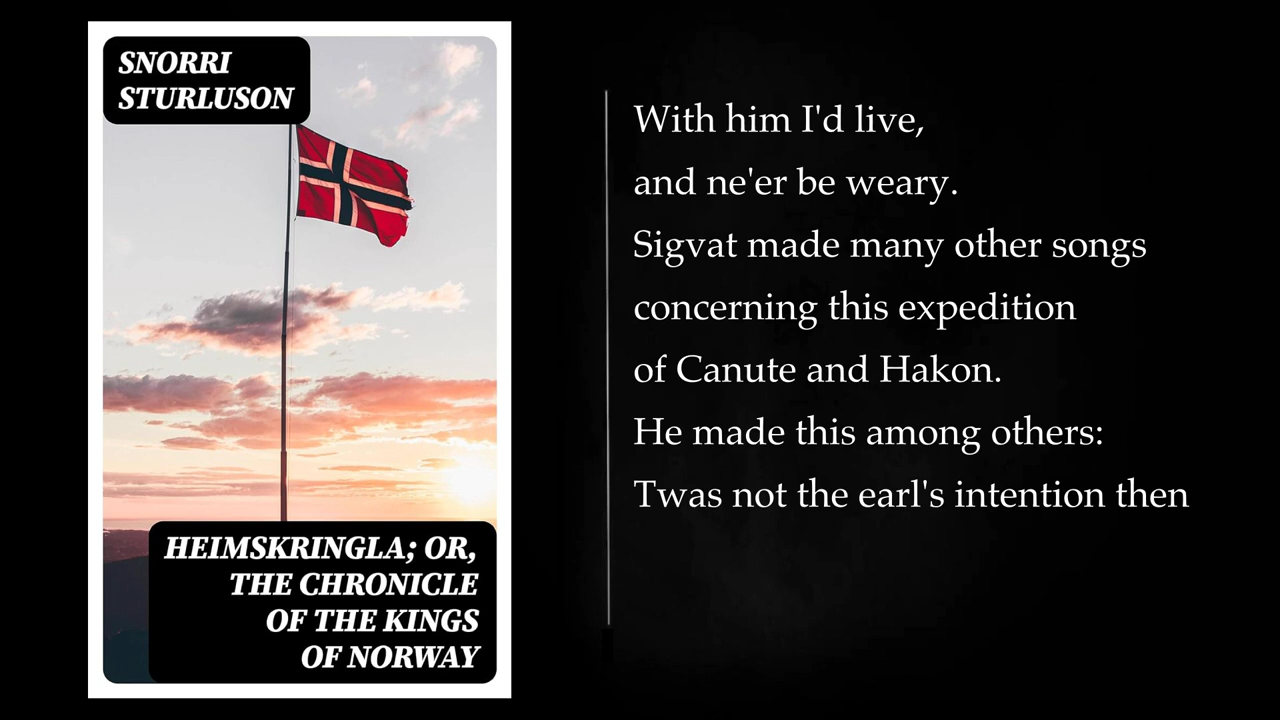 SNORRI
STURLUSON
HEIMSKRINGLA; OR,
THE CHRONICLE
OF THE KINGS
OF NORWAY
With him I'd live,
and ne'er be weary.
Sigvat made many other songs
concerning this expedition
of Canute and Hakon.
He made this among others:
Twas not the earl's intention then